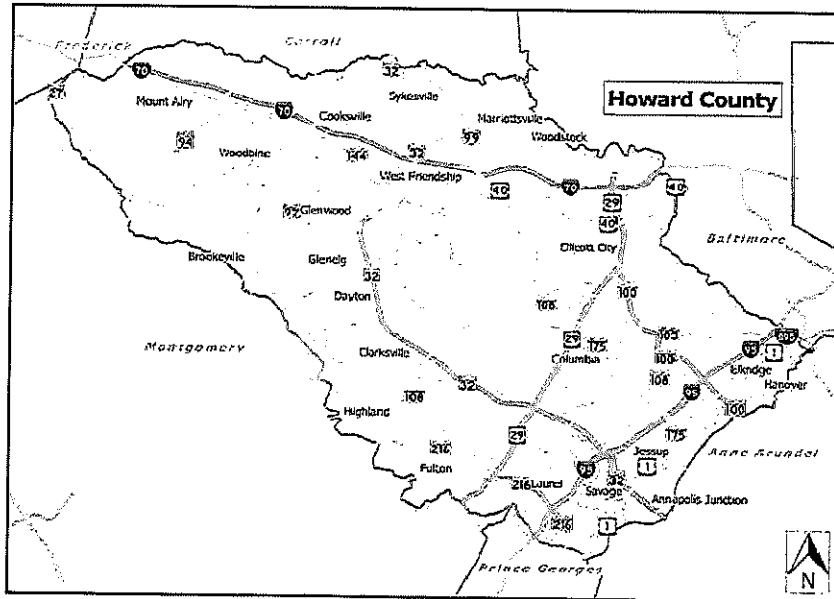 Frederick
Carroll
70
32
27
Mount Airy
70
Sykesville
Howard County
Cooksville
Marriottsville
94
99
Woodstock
Woodbine
144
32
West Friendship
40
70
40
29
97
Glenwood
40
Baltimore
Ellicott City
Brookeville
Glenelg
32
100
Dayton
108
Montgomery
29
175
103
895
Columbia
100
95
1
Clarksville
Elkridge
108
32
Hanover
95
108
100
Highland
29
175
216
Jessup
Anne Arundel
Fulton
95
1
216
Laurel
32
Savage
Annapolis Junction
216
1
Prince Georges
N